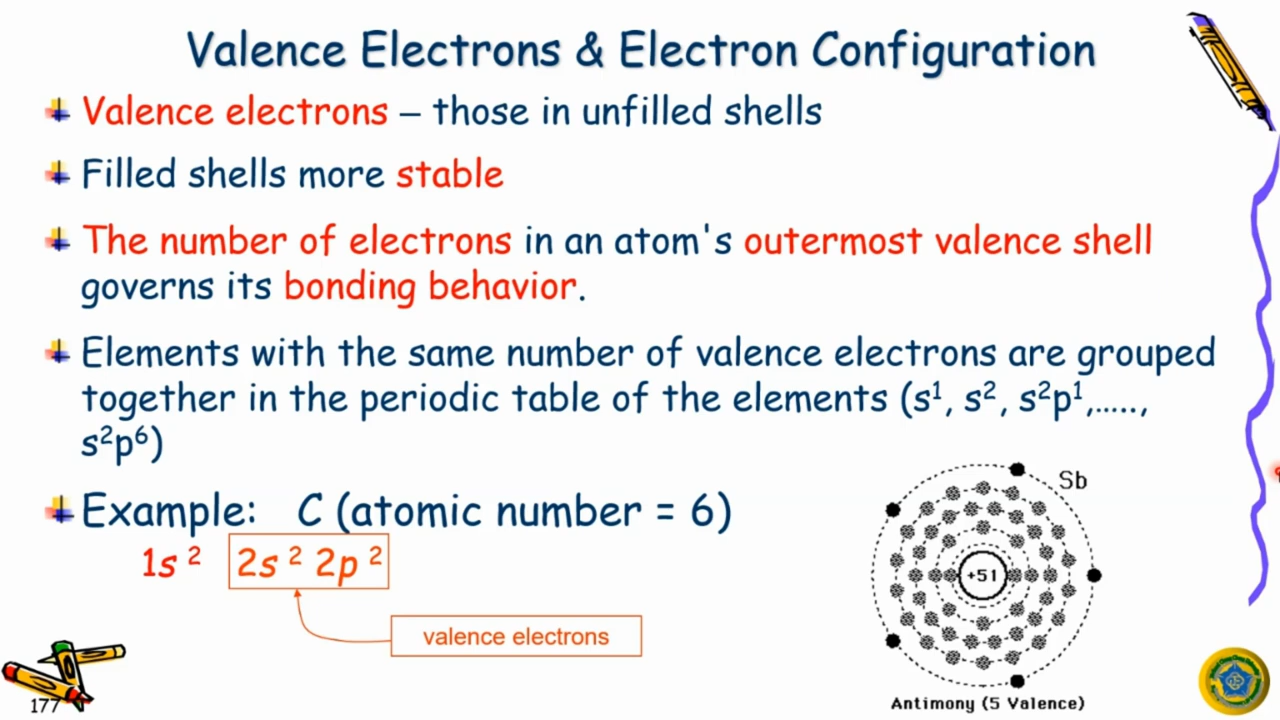 Valence Electrons & Electron Configuration
Valence electrons – those in unfilled shells
Filled shells more stable
The number of electrons in an atom's outermost valence shell
governs its bonding behavior.
Elements with the same number of valence electrons are grouped
together in the periodic table of the elements (s¹, s², s²p¹,.....,
s²p⁶)
Example: C (atomic number = 6)
1s ² 2s ² 2p ²
valence electrons
Sb
+51
Antimony (5 Valence)
177